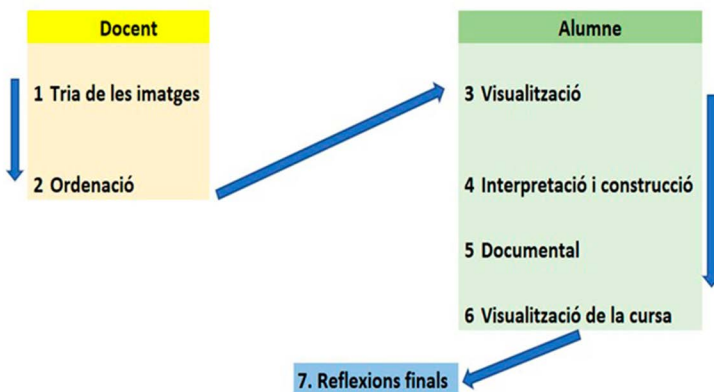 Docent
1 Tria de les imatges
2 Ordenació
Alumne
3 Visualització
4 Interpretació i construcció
5 Documental
6 Visualització de la cursa
7. Reflexions finals